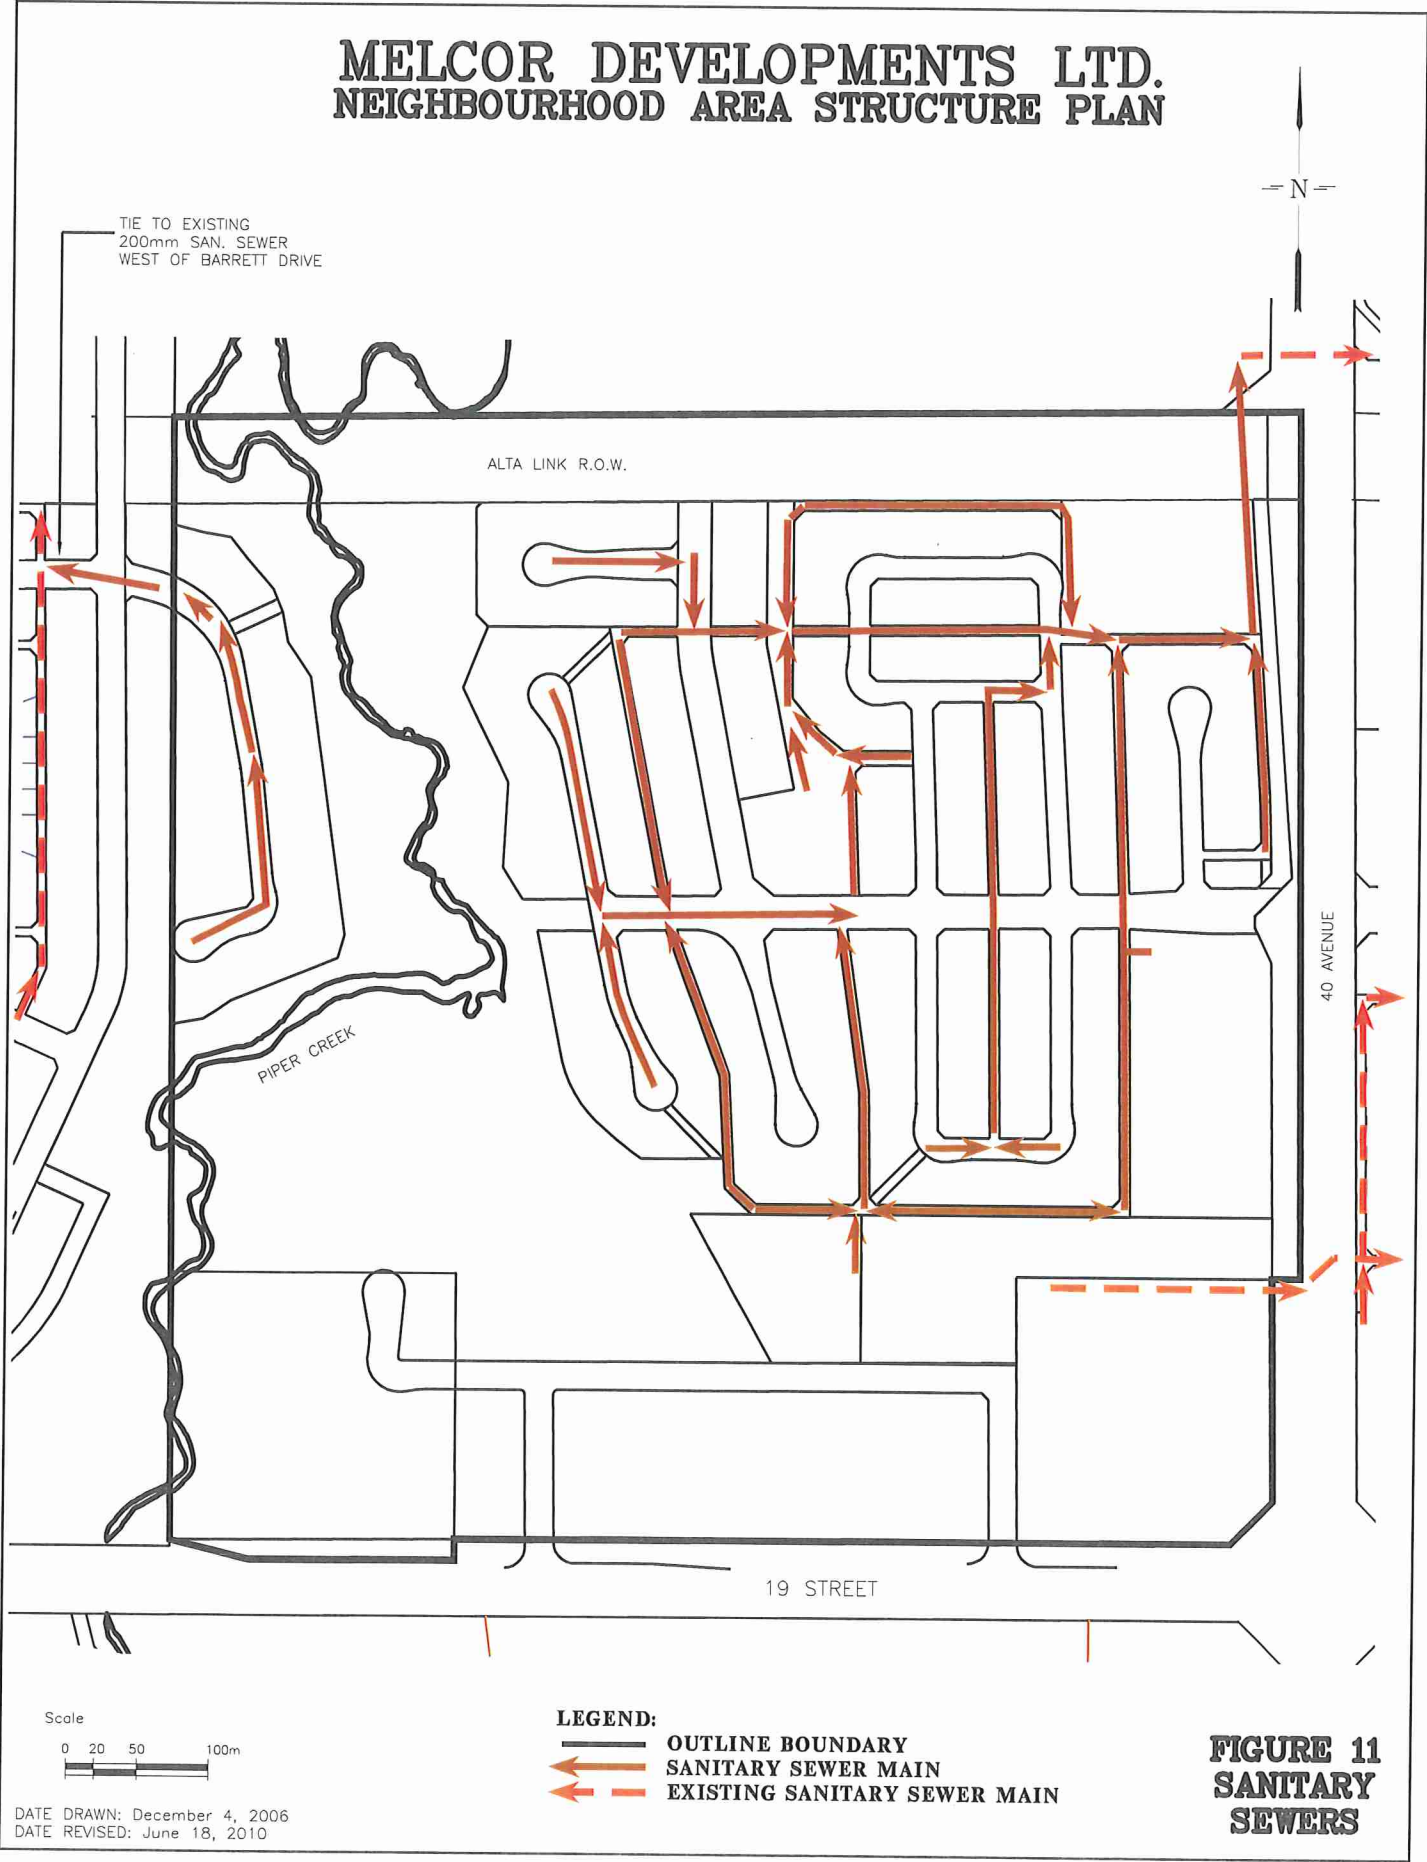 MELCOR DEVELOPMENTS LTD.
NEIGHBOURHOOD AREA STRUCTURE PLAN
N
TIE TO EXISTING
200mm SAN. SEWER
WEST OF BARRETT DRIVE
ALTA LINK R.O.W.
PIPER CREEK
40 AVENUE
19 STREET
Scale
0 20 50 100m
DATE DRAWN: December 4, 2006
DATE REVISED: June 18, 2010
LEGEND:
OUTLINE BOUNDARY
SANITARY SEWER MAIN
EXISTING SANITARY SEWER MAIN
FIGURE 11
SANITARY
SEWERS